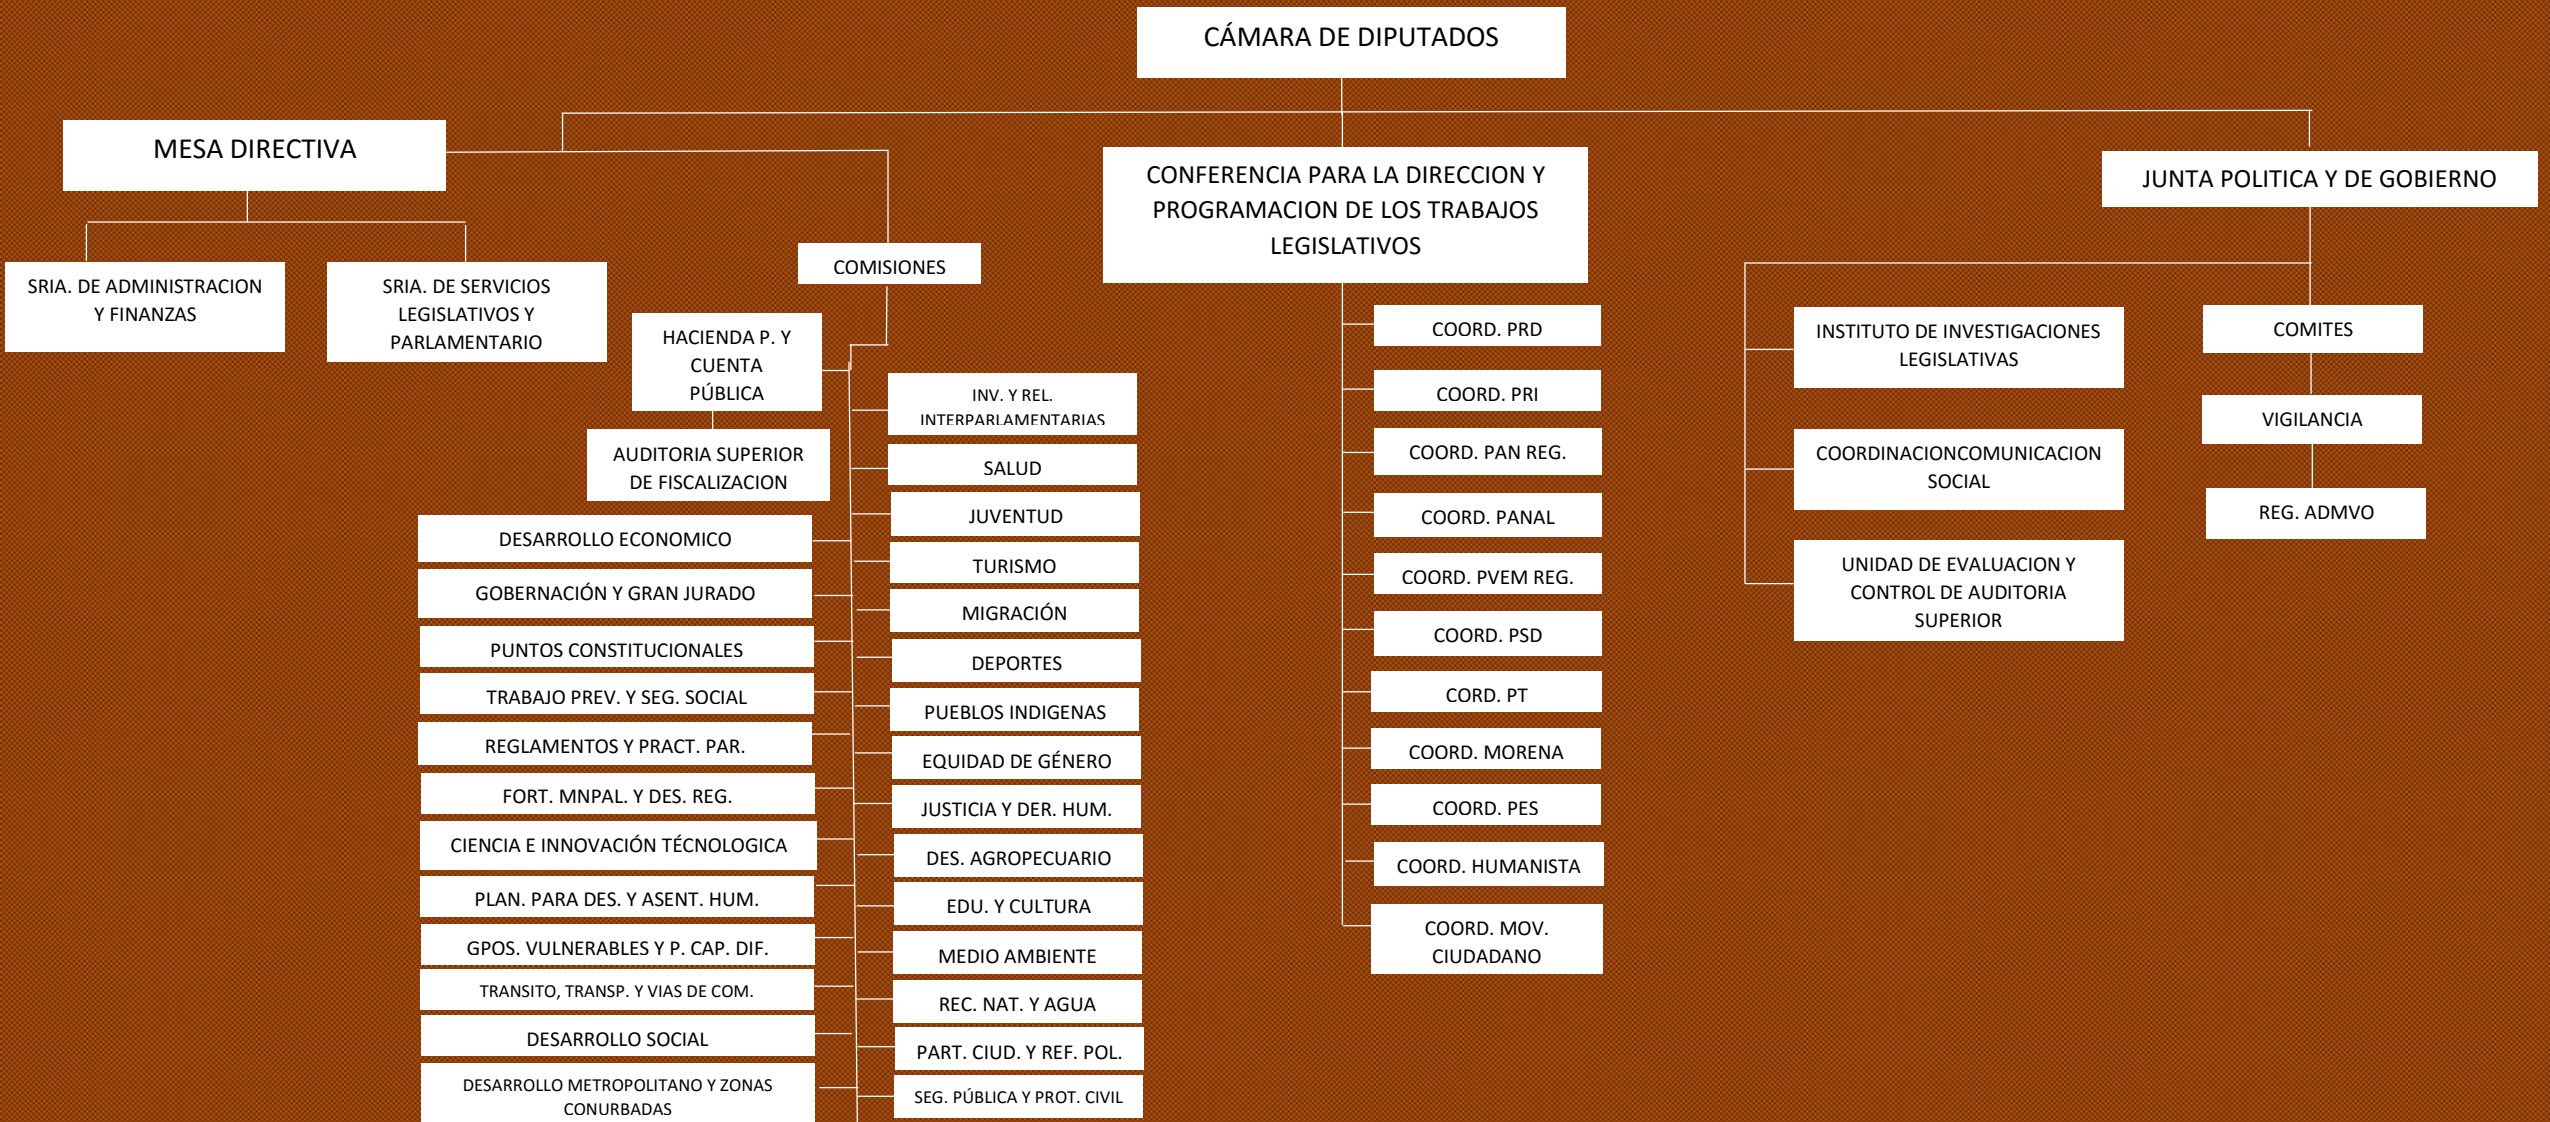 CÁMARA DE DIPUTADOS
MESA DIRECTIVA
SRIA. DE ADMINISTRACION
Y FINANZAS
SRIA. DE SERVICIOS
LEGISLATIVOS Y
PARLAMENTARIO
COMISIONES
HACIENDA P. Y
CUENTA
PÚBLICA
AUDITORIA SUPERIOR
DE FISCALIZACION
DESARROLLO ECONOMICO
GOBERNACIÓN Y GRAN JURADO
PUNTOS CONSTITUCIONALES
TRABAJO PREV. Y SEG. SOCIAL
REGLAMENTOS Y PRACT. PAR.
FORT. MNPAL. Y DES. REG.
CIENCIA E INNOVACIÓN TÉCNOLOGICA
PLAN. PARA DES. Y ASENT. HUM.
GPOS. VULNERABLES Y P. CAP. DIF.
TRANSITO, TRANSP. Y VIAS DE COM.
DESARROLLO SOCIAL
DESARROLLO METROPOLITANO Y ZONAS
CONURBADAS
INV. Y REL.
INTERPARLAMENTARIAS
SALUD
JUVENTUD
TURISMO
MIGRACIÓN
DEPORTES
PUEBLOS INDIGENAS
EQUIDAD DE GÉNERO
JUSTICIA Y DER. HUM.
DES. AGROPECUARIO
EDU. Y CULTURA
MEDIO AMBIENTE
REC. NAT. Y AGUA
PART. CIUD. Y REF. POL.
SEG. PÚBLICA Y PROT. CIVIL
CONFERENCIA PARA LA DIRECCION Y
PROGRAMACION DE LOS TRABAJOS
LEGISLATIVOS
COORD. PRD
COORD. PRI
COORD. PAN REG.
COORD. PANAL
COORD. PVEM REG.
COORD. PSD
CORD. PT
COORD. MORENA
COORD. PES
COORD. HUMANISTA
COORD. MOV.
CIUDADANO
JUNTA POLITICA Y DE GOBIERNO
INSTITUTO DE INVESTIGACIONES
LEGISLATIVAS
COORDINACIONCOMUNICACION
SOCIAL
UNIDAD DE EVALUACION Y
CONTROL DE AUDITORIA
SUPERIOR
COMITES
VIGILANCIA
REG. ADMVO